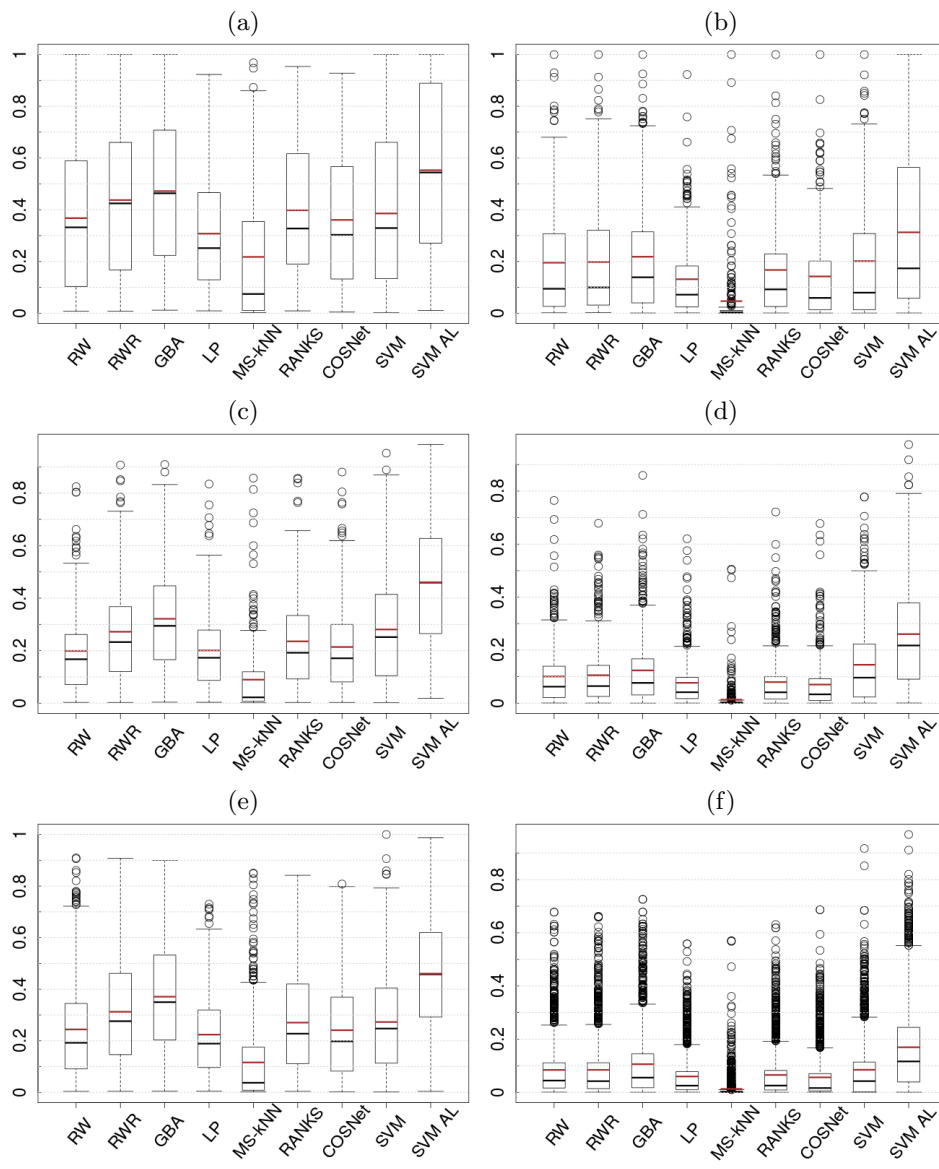 (a) (b)
0 0.2 0.4 0.6 0.8 1
RW RWR GBA LP MS-kNN RANKS COSNet SVM SVM AL
0 0.2 0.4 0.6 0.8 1
RW RWR GBA LP MS-kNN RANKS COSNet SVM SVM AL
(c) (d)
0 0.2 0.4 0.6 0.8
RW RWR GBA LP MS-kNN RANKS COSNet SVM SVM AL
0 0.2 0.4 0.6 0.8
RW RWR GBA LP MS-kNN RANKS COSNet SVM SVM AL
(e) (f)
0 0.2 0.4 0.6 0.8 1
RW RWR GBA LP MS-kNN RANKS COSNet SVM SVM AL
0 0.2 0.4 0.6 0.8
RW RWR GBA LP MS-kNN RANKS COSNet SVM SVM AL